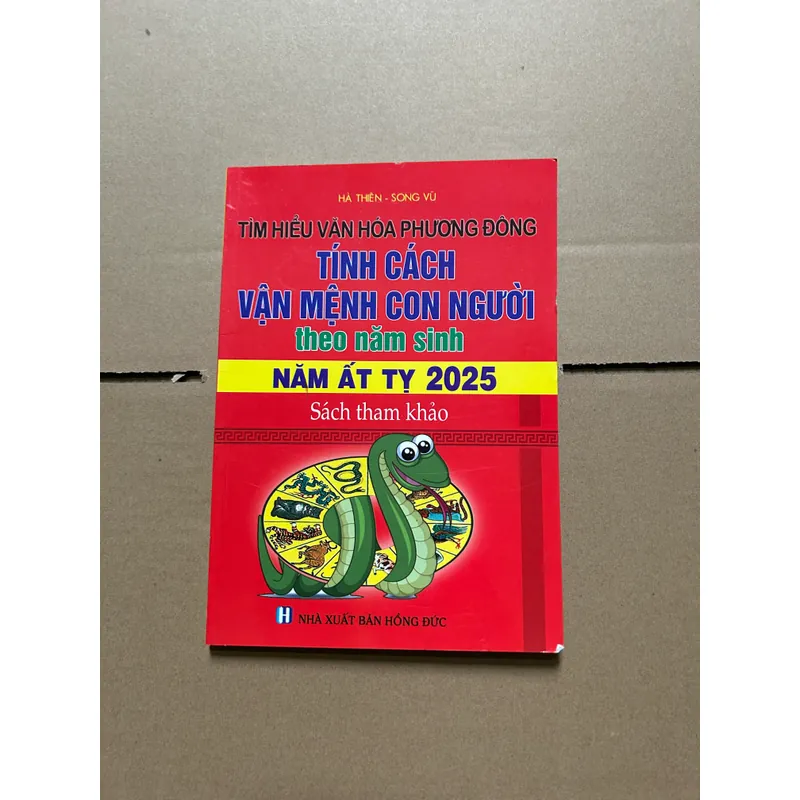 HÀ THIÊN - SONG VŨ
TÌM HIỂU VĂN HÓA PHƯƠNG ĐÔNG
TÍNH CÁCH
VẬN MỆNH CON NGƯỜI
theo năm sinh
NĂM ẤT TỴ 2025
Sách tham khảo
H NHÀ XUẤT BẢN HỒNG ĐỨC